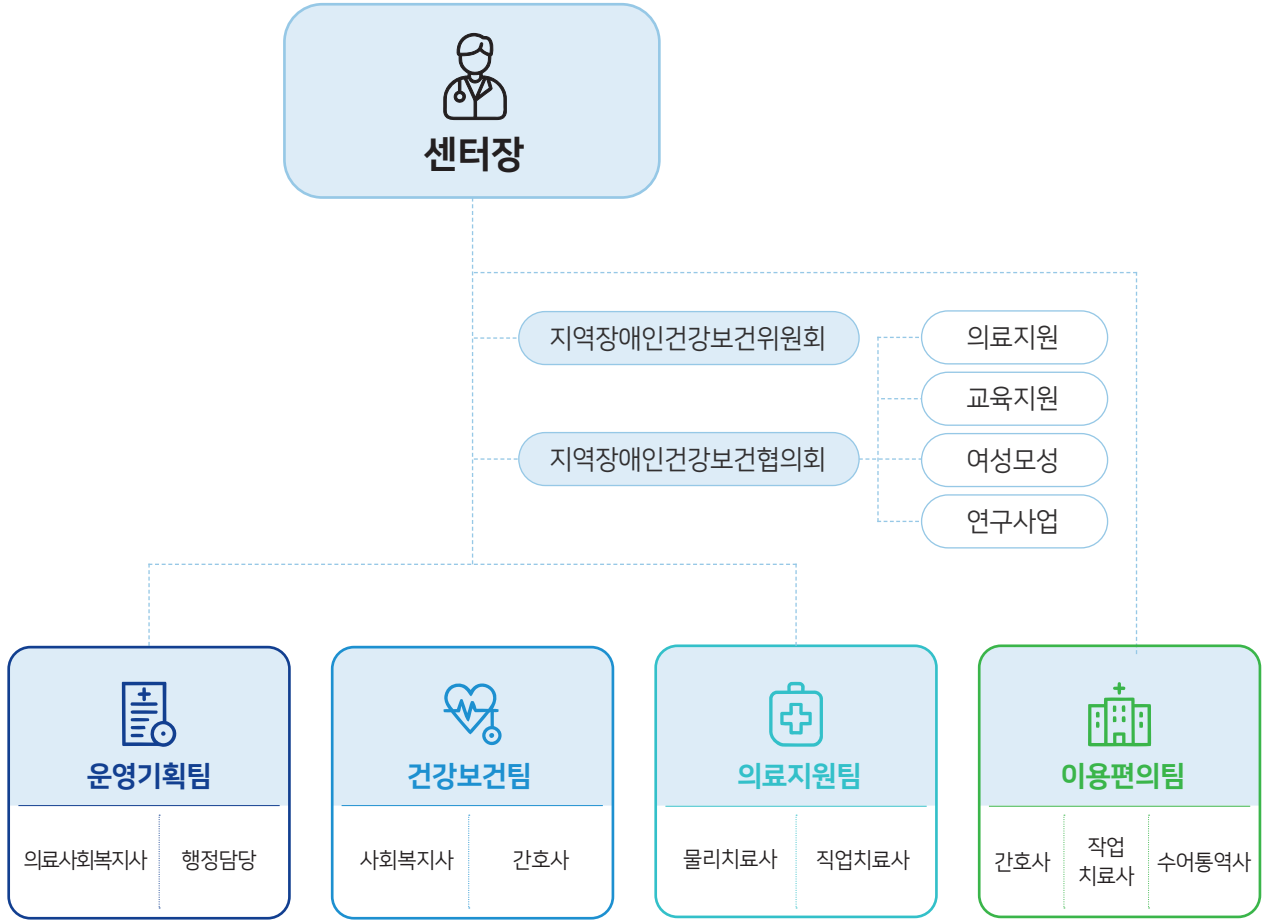 센터장
지역장애인건강보건위원회
지역장애인건강보건협의회
의료지원
교육지원
여성모성
연구사업
운영기획팀
의료사회복지사
행정담당
건강보건팀
사회복지사
간호사
의료지원팀
물리치료사
직업치료사
이용편의팀
간호사
작업
치료사
수어통역사